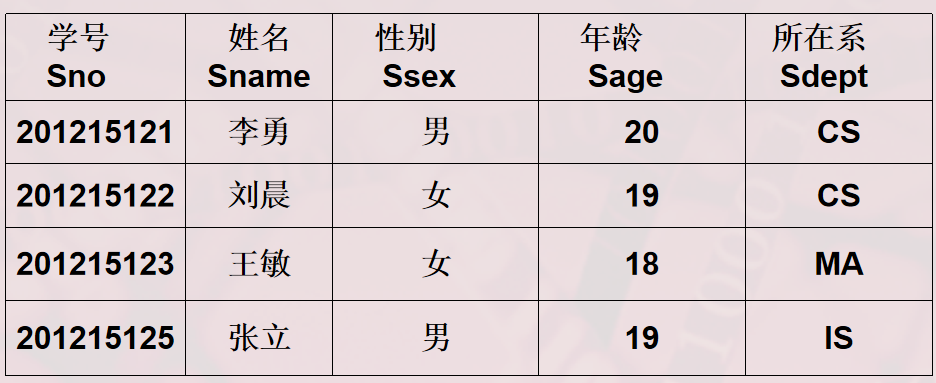 学号 姓名 性别 年龄 所在系
Sno Sname Ssex Sage Sdept
201215121 李勇 男 20 CS
201215122 刘晨 女 19 CS
201215123 王敏 女 18 MA
201215125 张立 男 19 IS